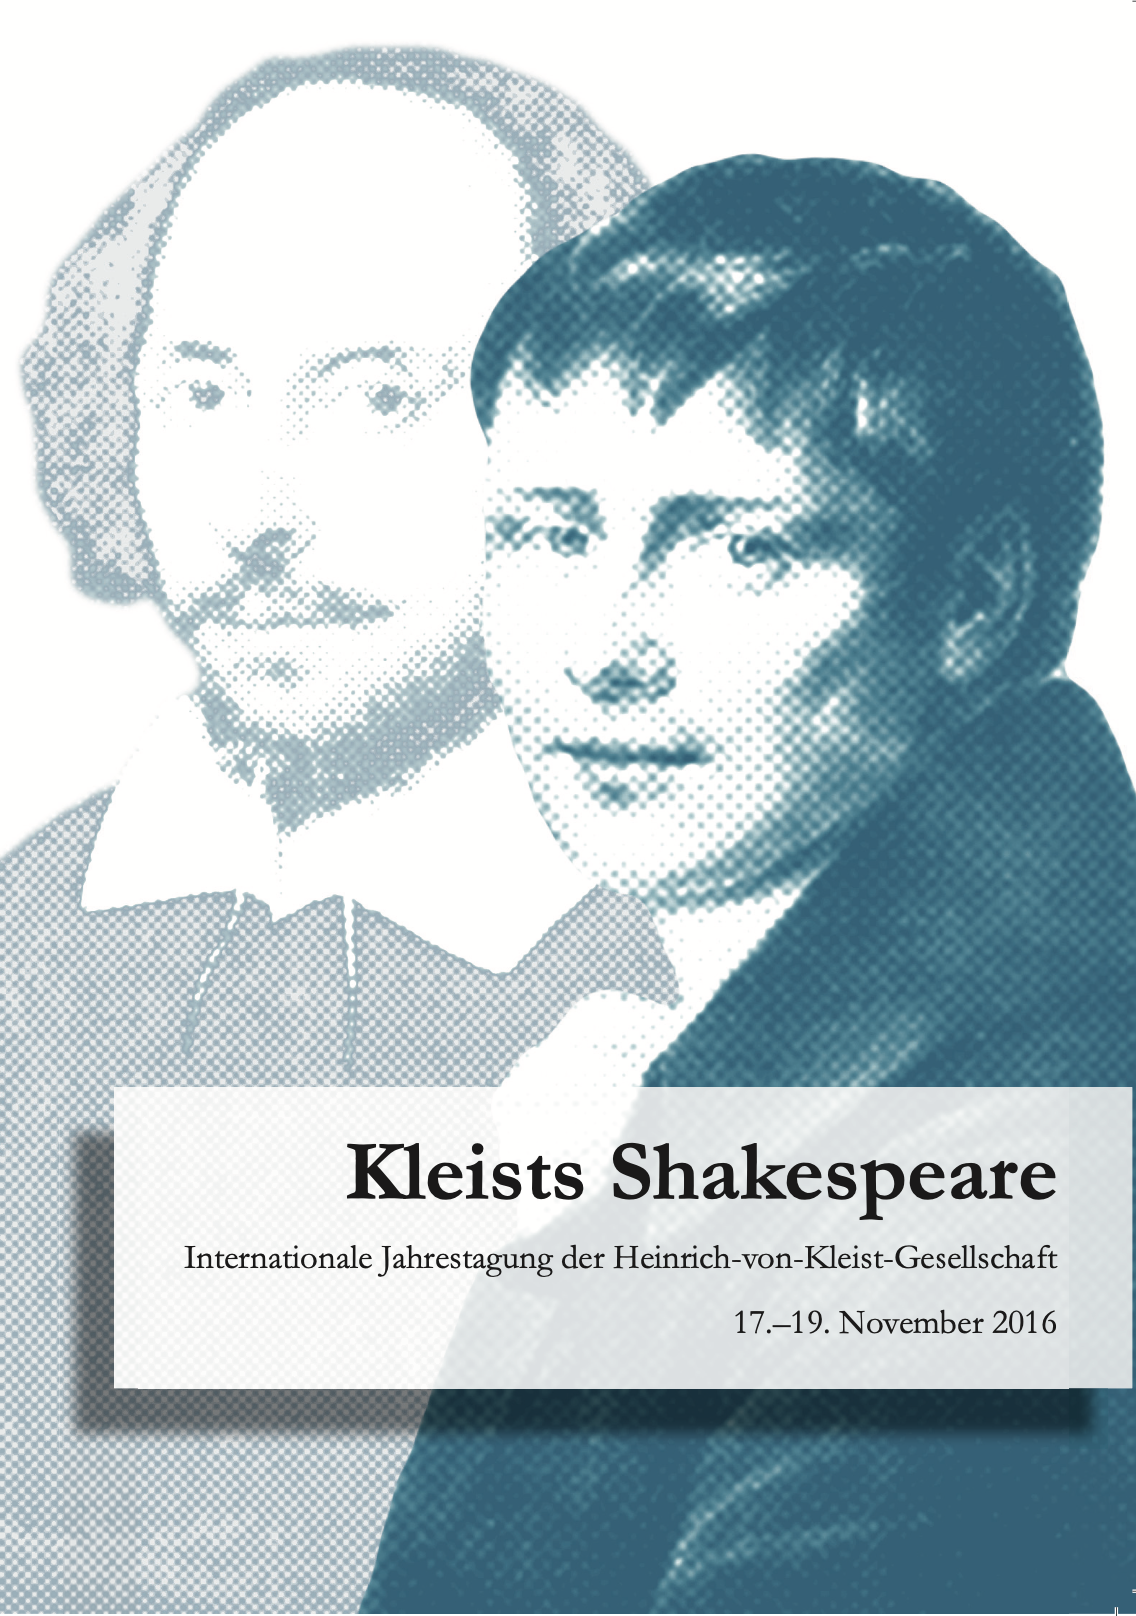 Kleists Shakespeare
Internationale Jahrestagung der Heinrich-von-Kleist-Gesellschaft
17.–19. November 2016